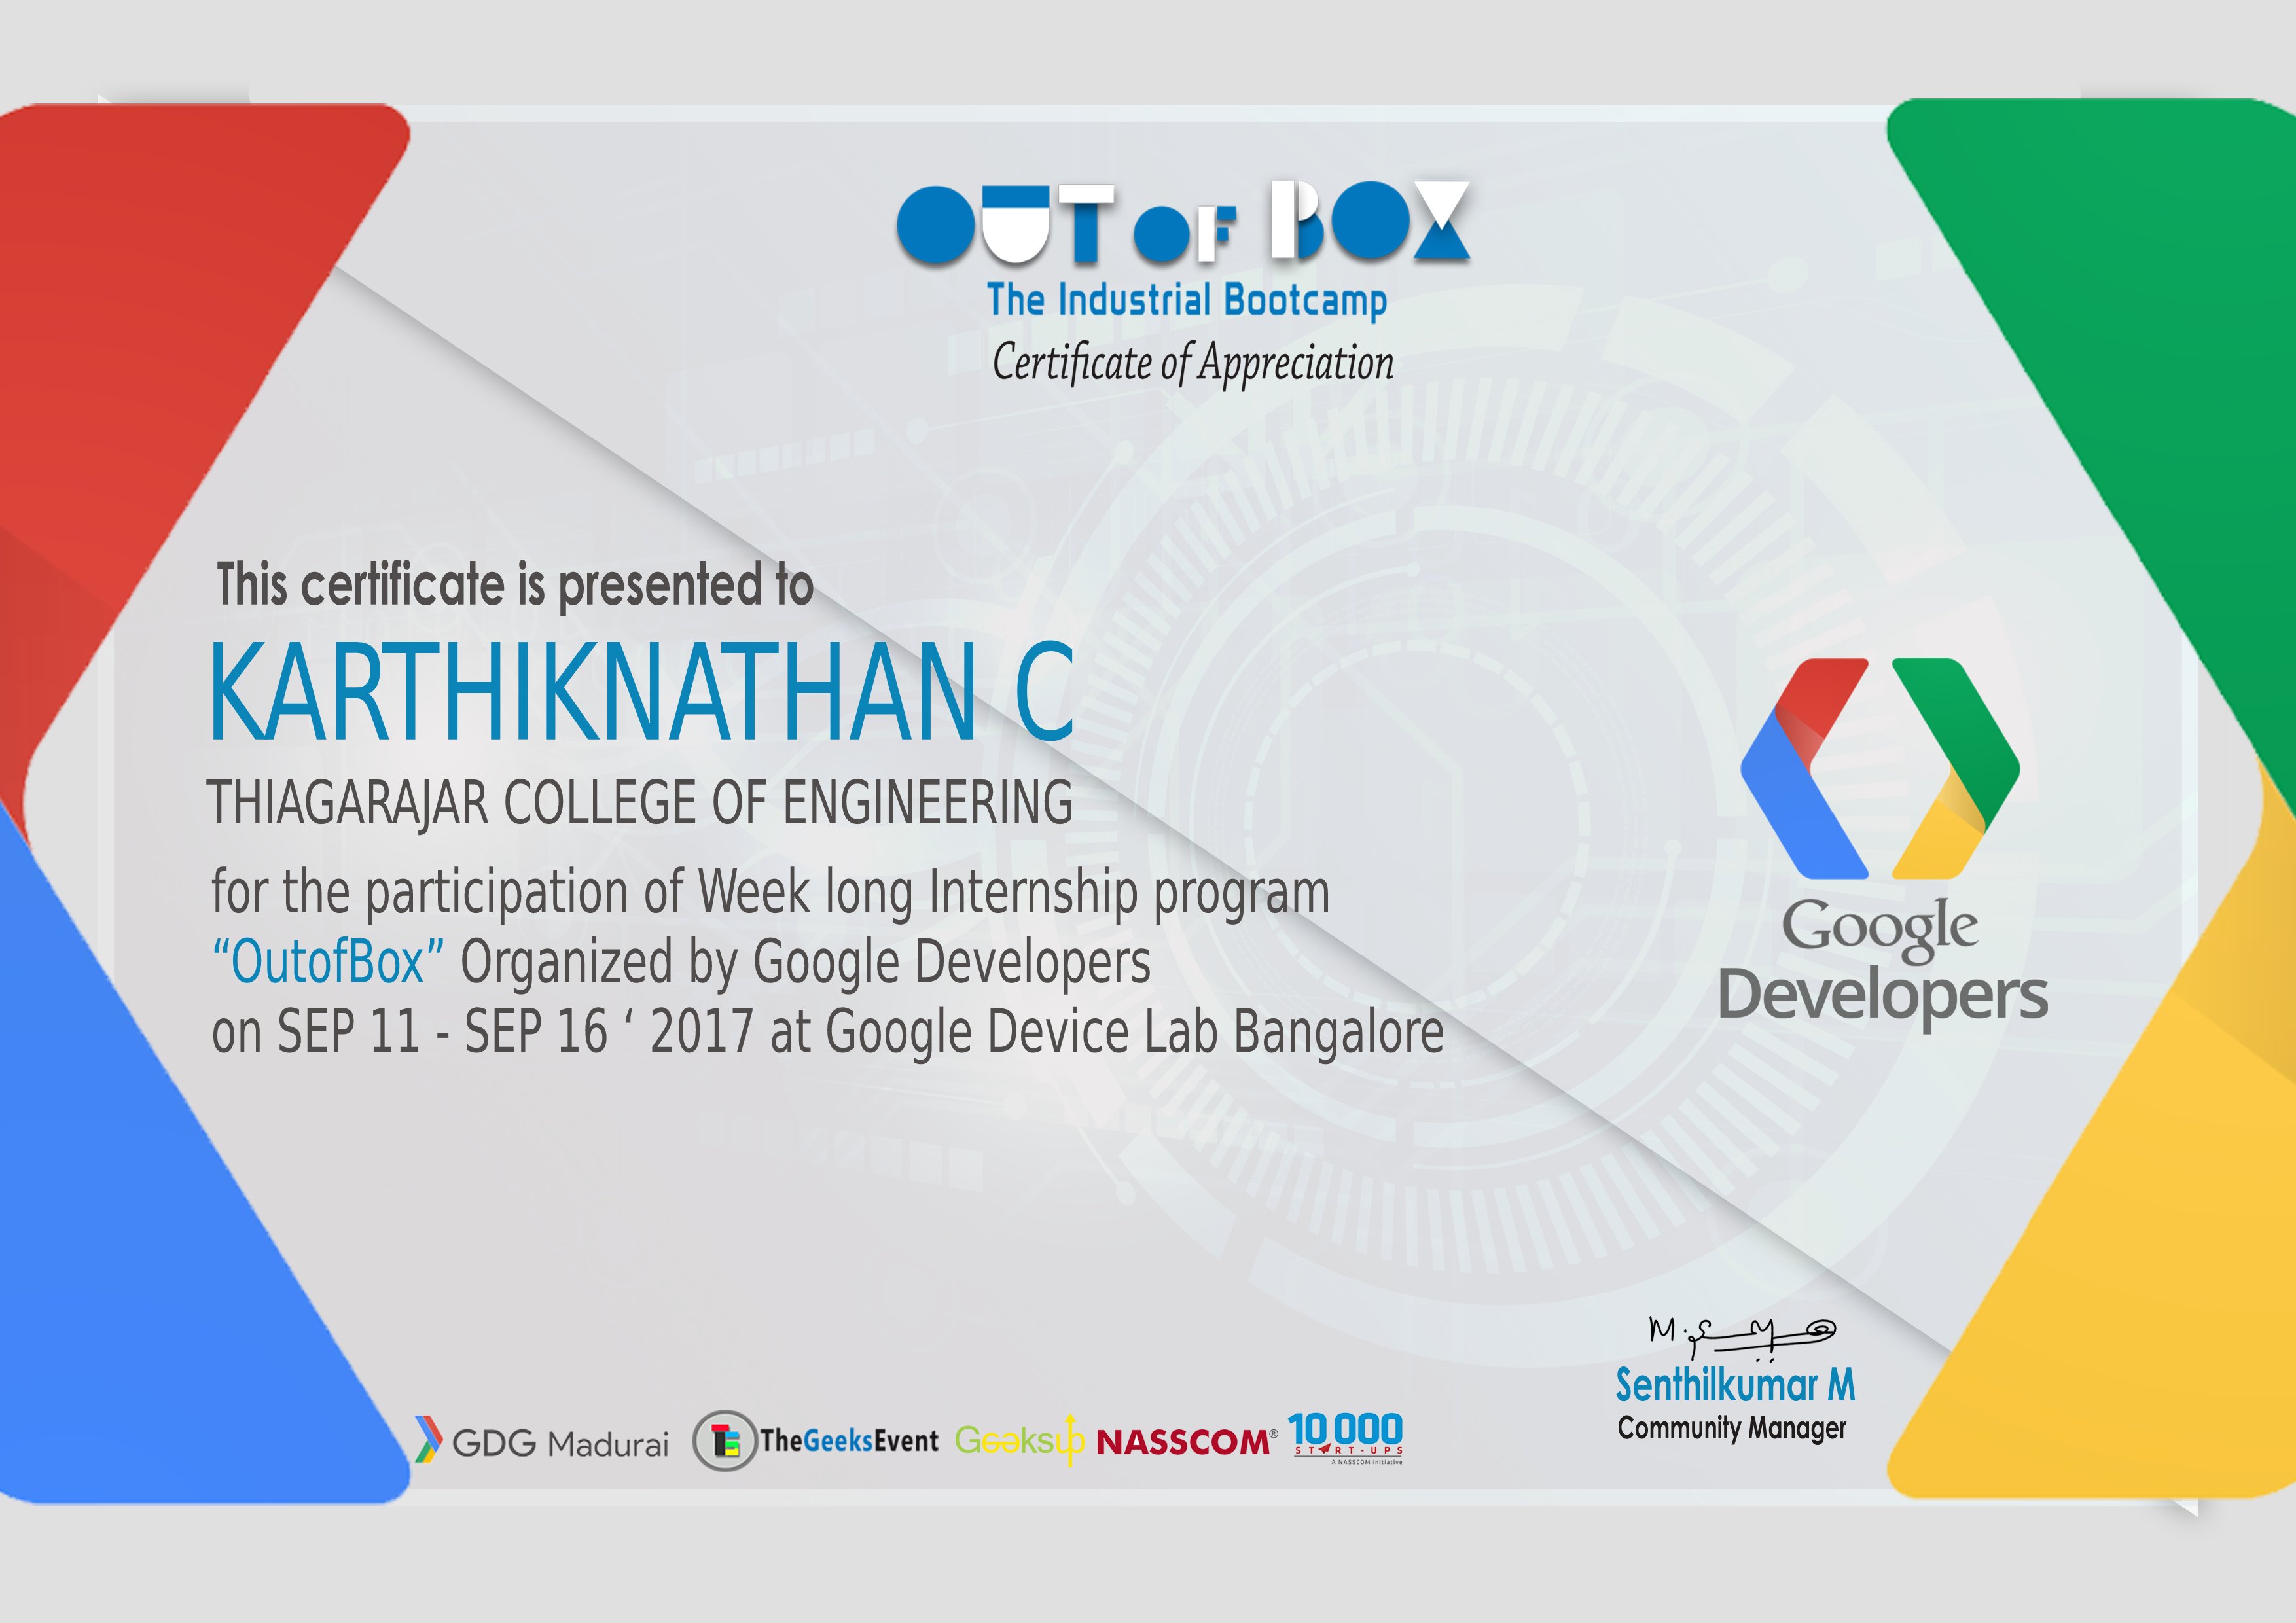 OUT OF BOX
The Industrial Bootcamp
Certificate of Appreciation
This certificate is presented to
KARTHIKNATHAN C
THIAGARAJAR COLLEGE OF ENGINEERING
for the participation of Week long Internship program
“OutofBox” Organized by Google Developers
on SEP 11 - SEP 16 ‘ 2017 at Google Device Lab Bangalore
Google
Developers
Senthilkumar M
Community Manager
GDG Madurai
TheGeeksEvent
Geeksup
NASSCOM®
10 000
START-UPS
A NASSCOM initiative